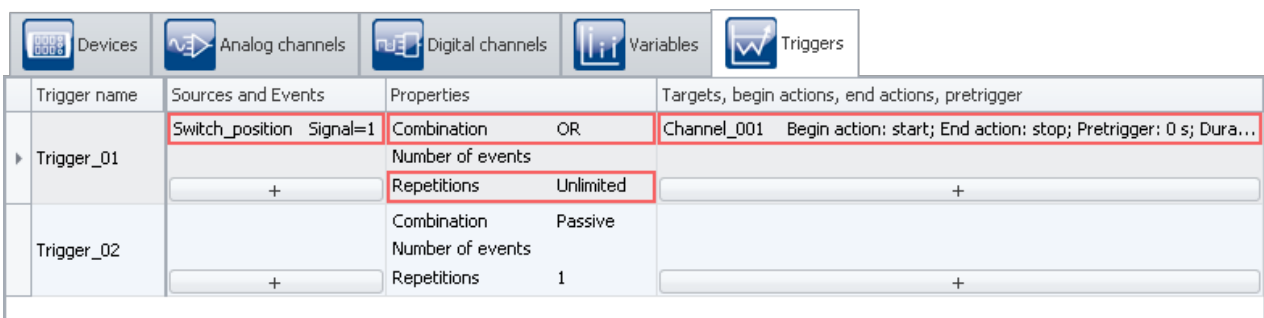 Devices Analog channels Digital channels Variables Triggers
Trigger name Sources and Events Properties Targets, begin actions, end actions, pretrigger
Switch_position Signal=1 Combination OR Channel_001 Begin action: start; End action: stop; Pretrigger: 0 s; Dura...
Trigger_01 Number of events
+ Repetitions Unlimited +
Combination Passive
Trigger_02 Number of events
+ Repetitions 1 +